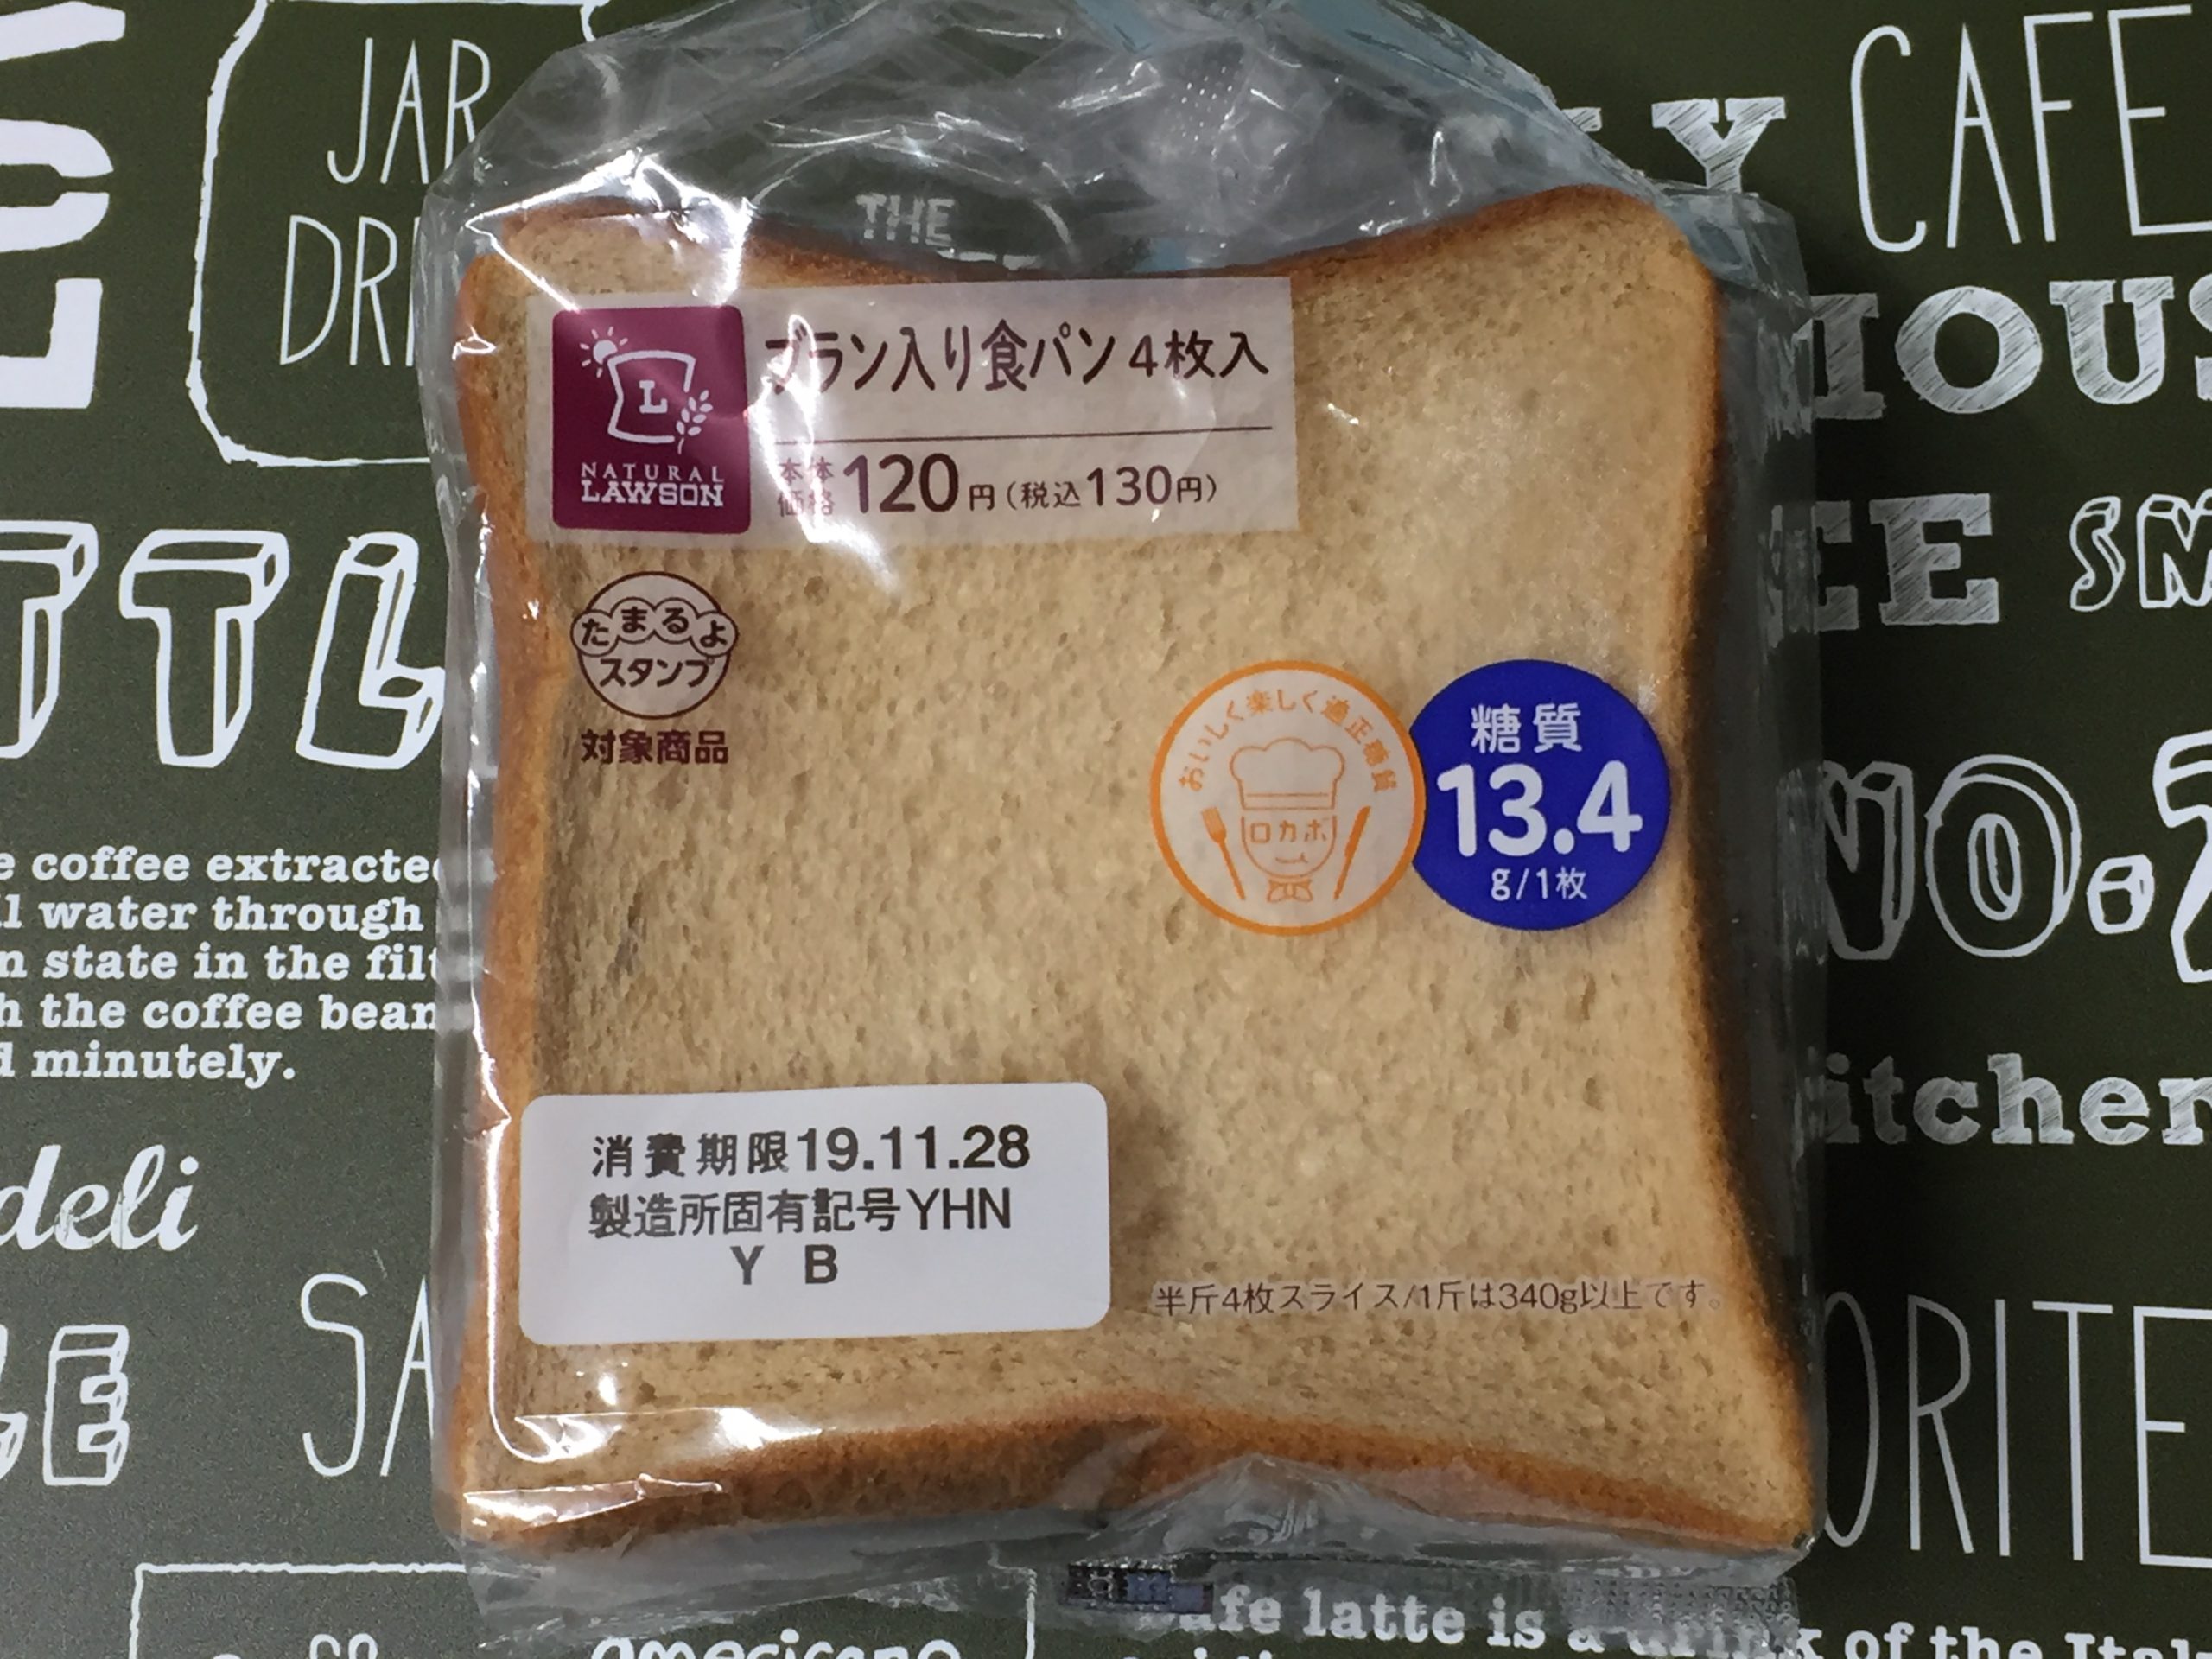 JAR
CAFE
THE
ブラン入り食パン4枚入
NATURAL
LAWSON
本体
価格120円(税込130円)
L
たまるよ
スタンプ
対象商品
おいしく楽しく適正糖質
ロカボ
糖質
13.4
g/1枚
e coffee extracte
water through
n state in the filt
h the coffee bean
d minutely.
NO.
消費期限19.11.28
製造所固有記号YHN
Y B
半斤4枚スライス/1斤は340g以上です。
itchen
deli
SA
ORITE
americano
afe latte is a drink of the Ital